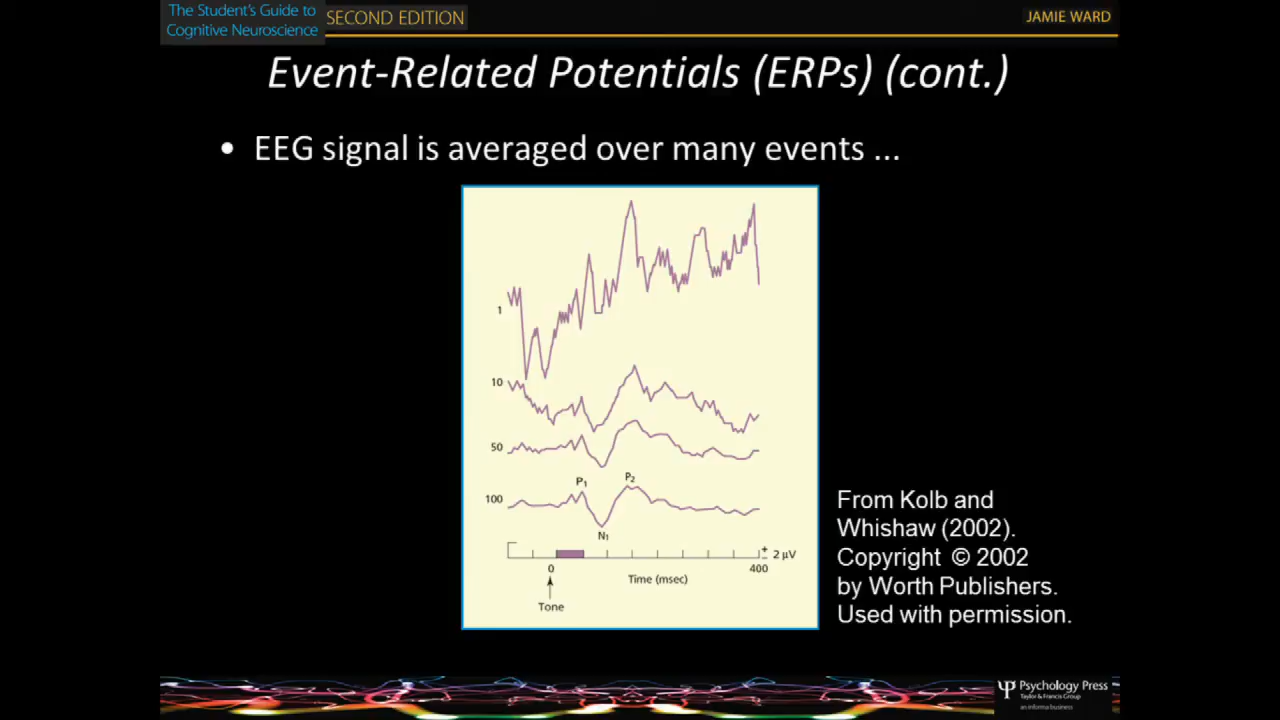 The Student's Guide to
Cognitive Neuroscience
SECOND EDITION
JAMIE WARD
Event-Related Potentials (ERPs) (cont.)
• EEG signal is averaged over many events ...
1
10
50
100
P1
P2
N1
+
2 μV
0
400
Time (msec)
Tone
From Kolb and
Whishaw (2002).
Copyright © 2002
by Worth Publishers.
Used with permission.
Psychology Press
Taylor & Francis Group
an informa business